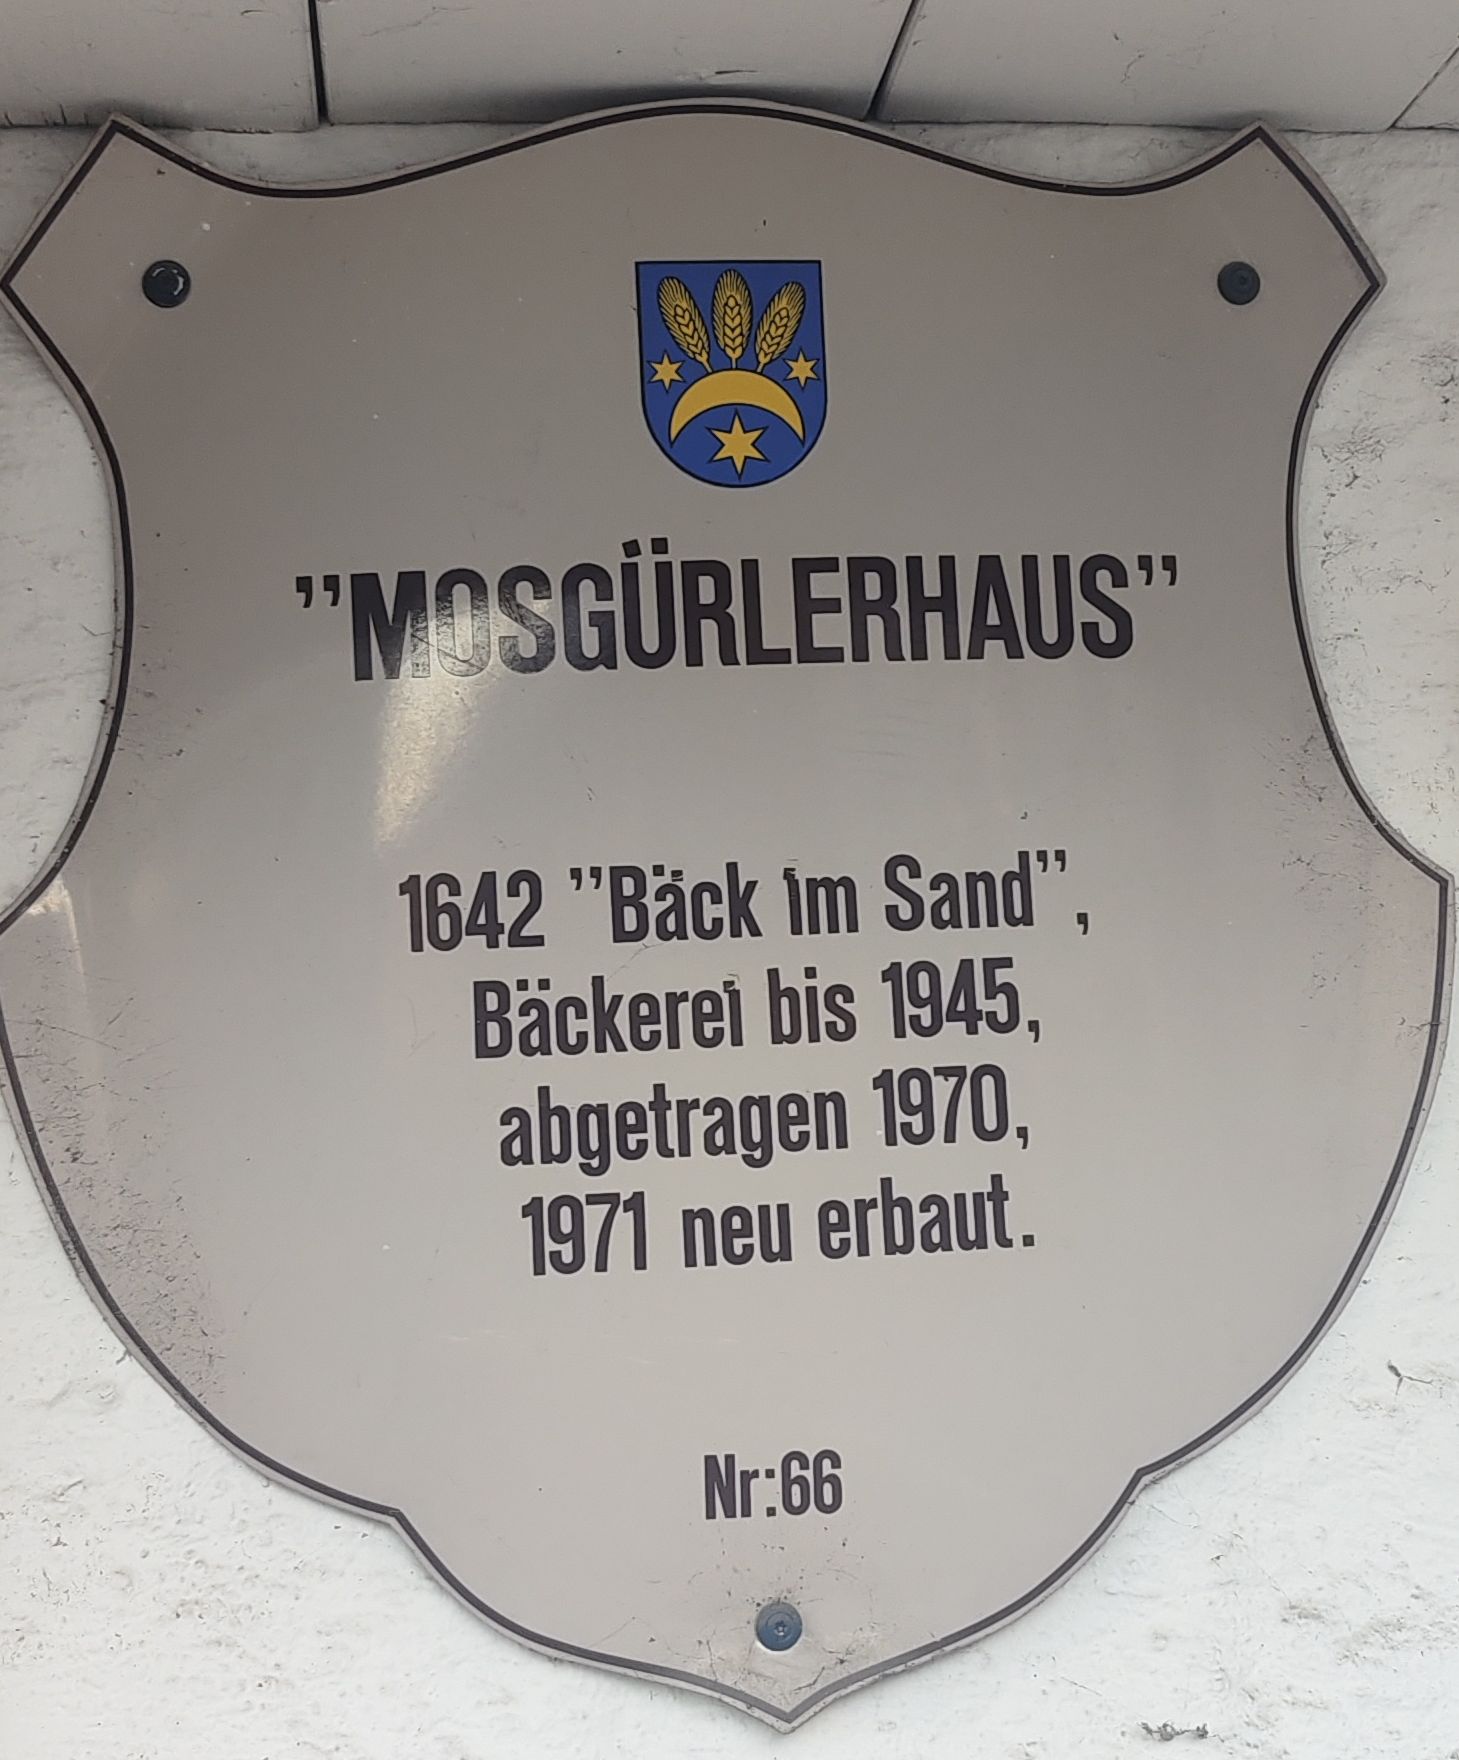 "MOSGÜRLERHAUS"
1642 "Bäck im Sand",
Bäckerei bis 1945,
abgetragen 1970,
1971 neu erbaut.
Nr:66